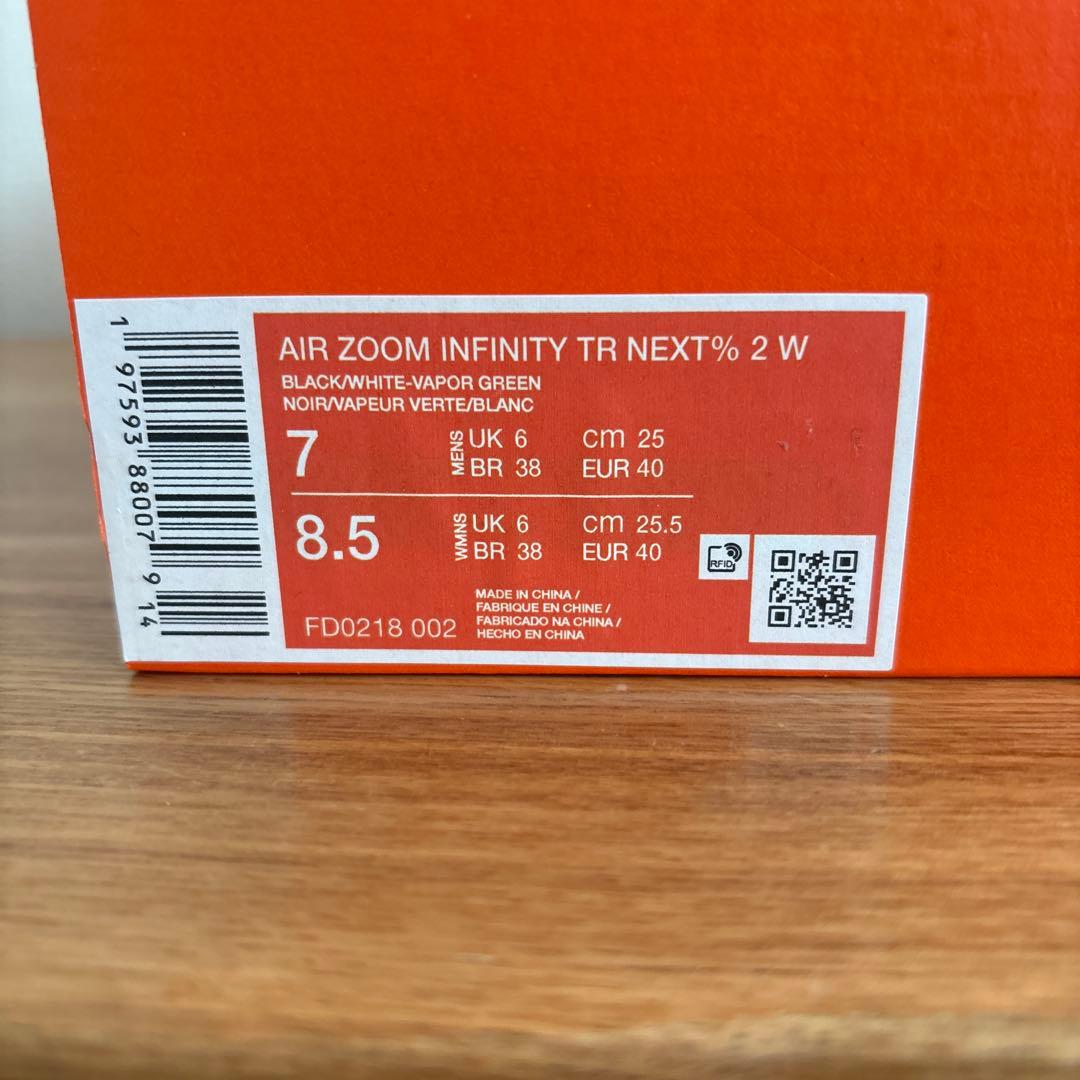 AIR ZOOM INFINITY TR NEXT% 2 W
BLACK/WHITE-VAPOR GREEN
NOIR/VAPEUR VERTE/BLANC
7 MENS UK 6 cm 25
BR 38 EUR 40
8.5 WMNS UK 6 cm 25.5
BR 38 EUR 40
RFID
FD0218 002
MADE IN CHINA /
FABRIQUE EN CHINE /
FABRICADO NA CHINA /
HECHO EN CHINA
1 97593 88007 9 14